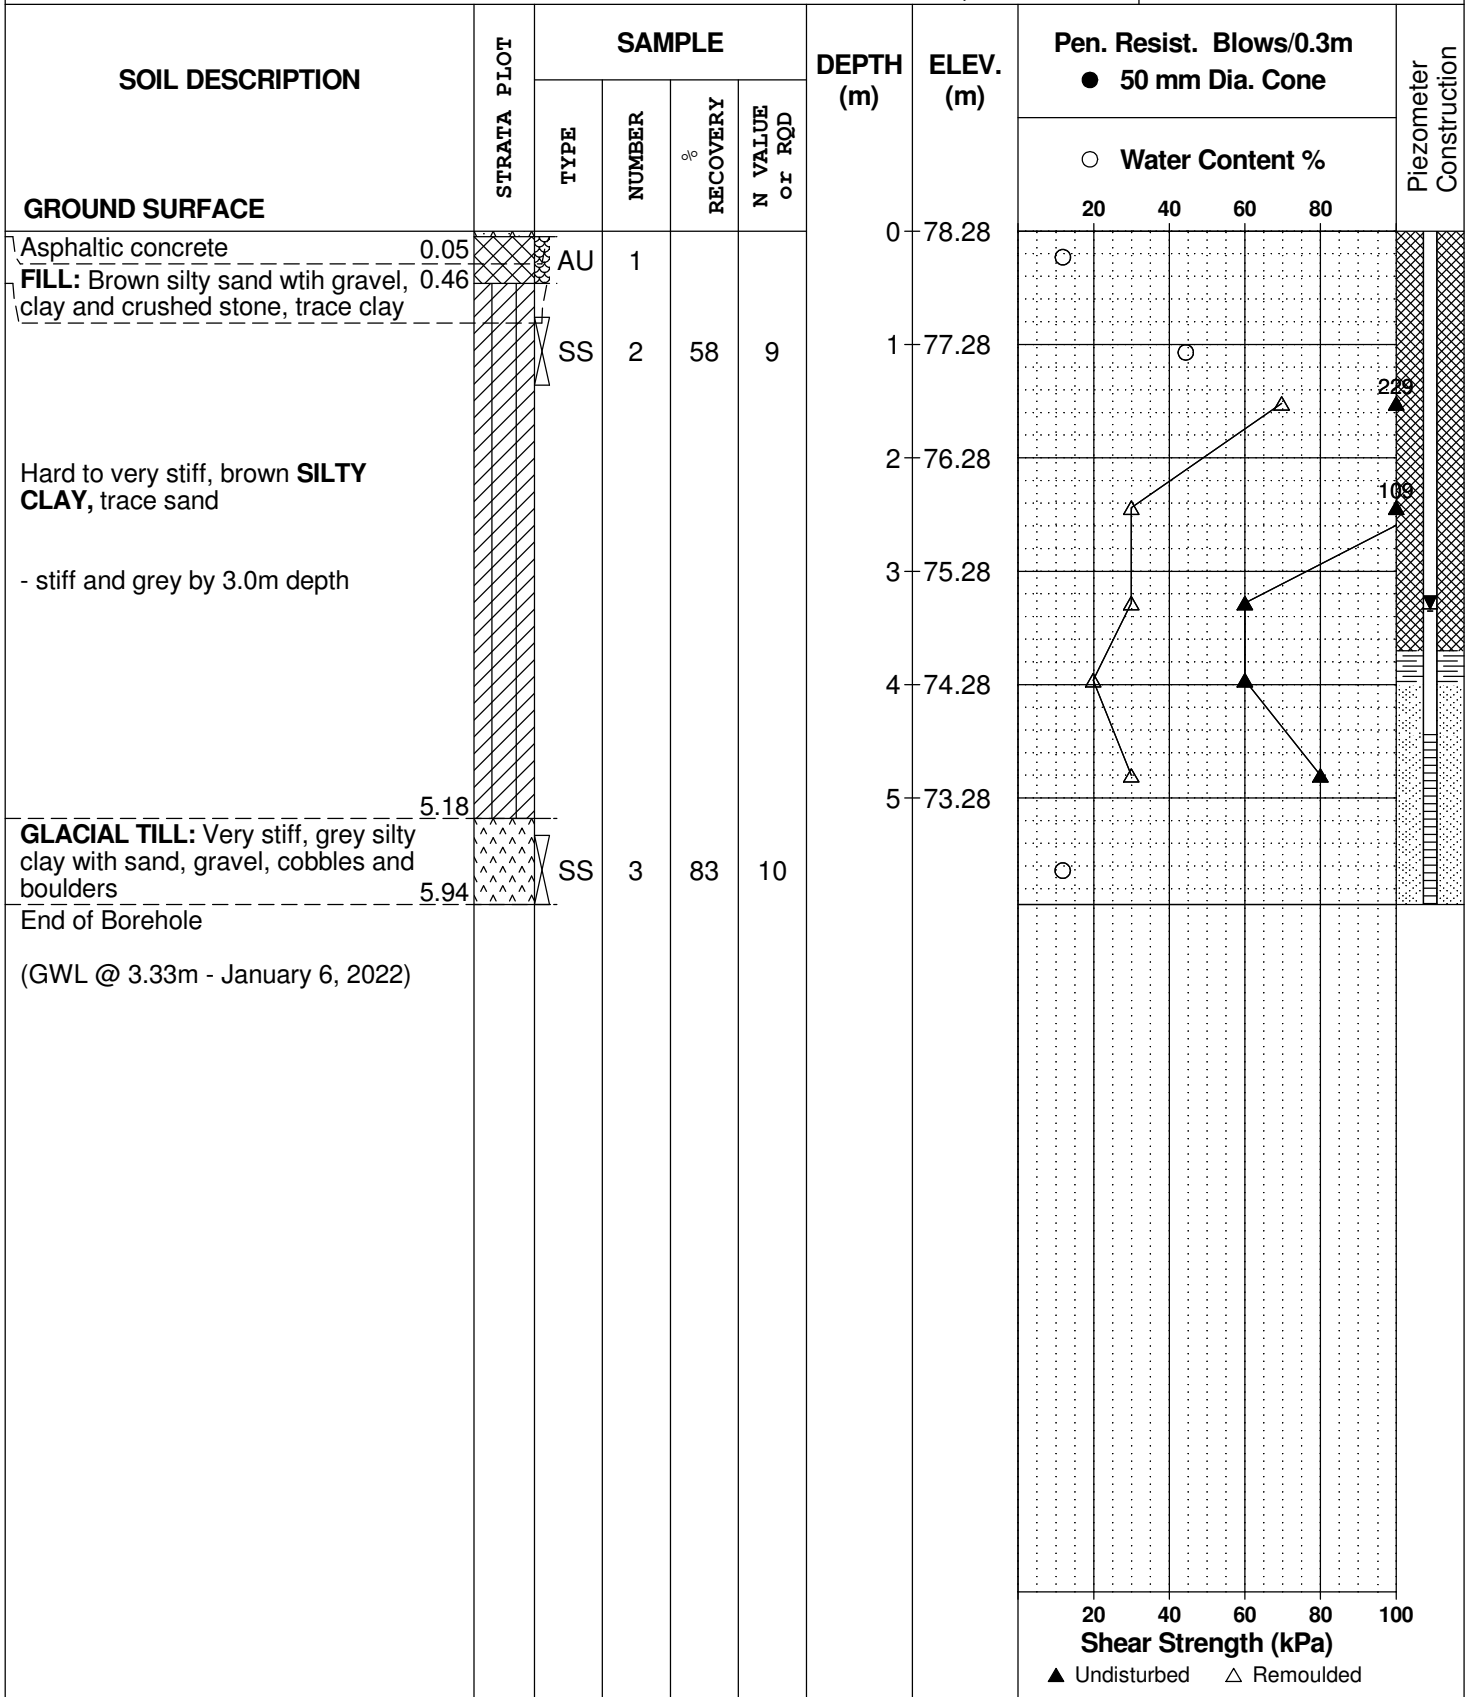 SOIL DESCRIPTION
STRATA PLOT
SAMPLE
TYPE
NUMBER
% RECOVERY
N VALUE or RQD
DEPTH (m)
ELEV. (m)
Pen. Resist. Blows/0.3m
● 50 mm Dia. Cone
○ Water Content %
20 40 60 80
Piezometer Construction
GROUND SURFACE
0 78.28
Asphaltic concrete 0.05
AU 1
FILL: Brown silty sand wtih gravel, 0.46
clay and crushed stone, trace clay
SS 2 58 9
1 77.28
229
2 76.28
Hard to very stiff, brown SILTY
CLAY, trace sand
109
- stiff and grey by 3.0m depth
3 75.28
4 74.28
5 73.28
5.18
GLACIAL TILL: Very stiff, grey silty
clay with sand, gravel, cobbles and
boulders 5.94
SS 3 83 10
End of Borehole
(GWL @ 3.33m - January 6, 2022)
20 40 60 80 100
Shear Strength (kPa)
▲ Undisturbed △ Remoulded